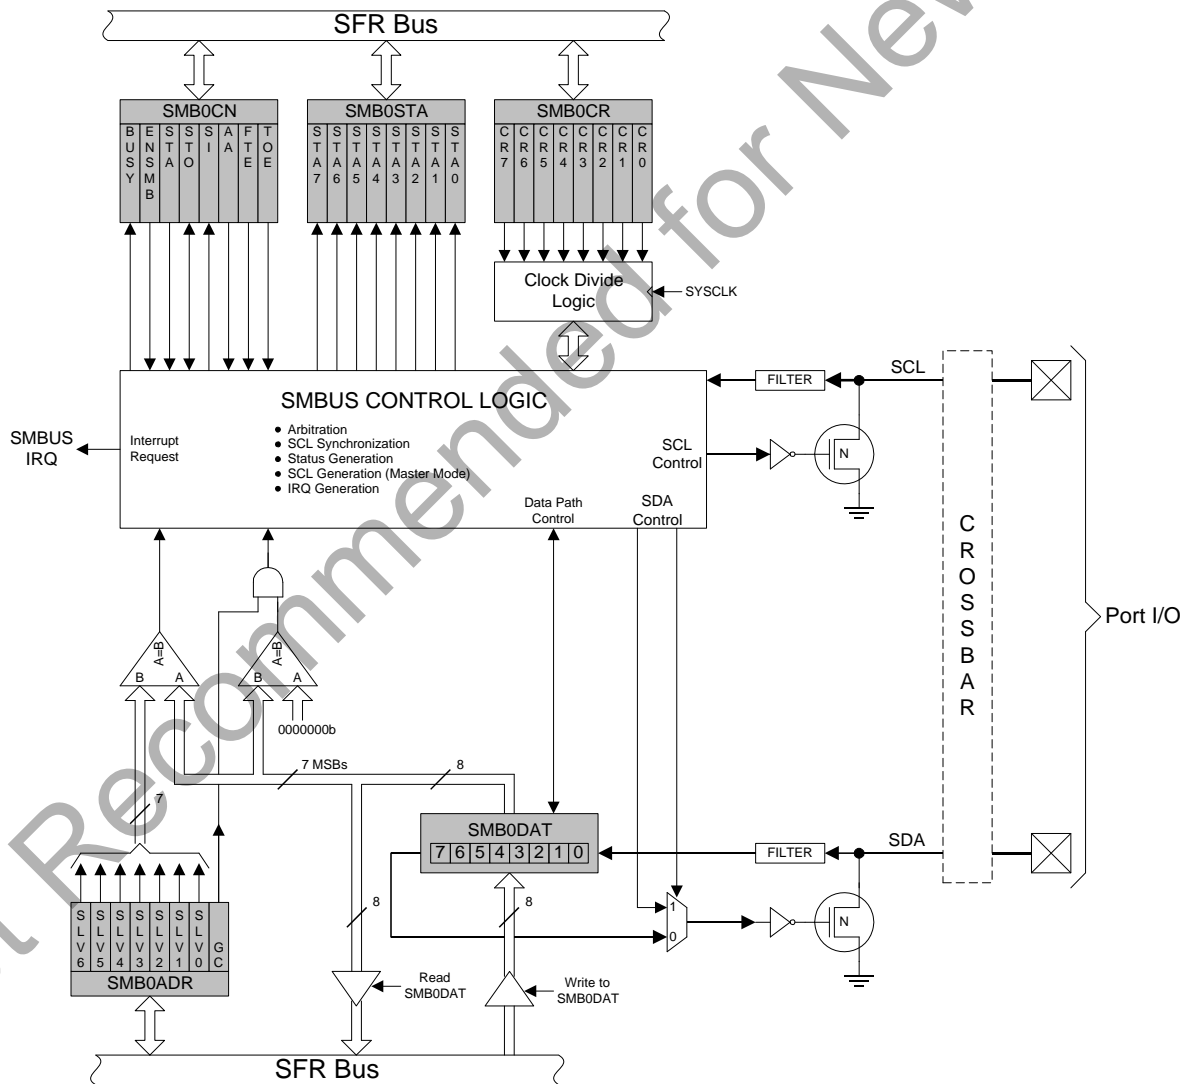 SFR Bus
SMB0CN
BUSY
ENSMB
STA
STO
SI
AA
FTE
TOE
SMB0STA
STA7
STA6
STA5
STA4
STA3
STA2
STA1
STA0
SMB0CR
CR7
CR6
CR5
CR4
CR3
CR2
CR1
CR0
Clock Divide
Logic
SYSCLK
SMBUS CONTROL LOGIC
Arbitration
SCL Synchronization
Status Generation
SCL Generation (Master Mode)
IRQ Generation
SMBUS
IRQ
Interrupt
Request
SCL
Control
Data Path
Control
SDA
Control
FILTER
SCL
N
CROSSBAR
Port I/O
A=B
B
A
A=B
B
A
0000000b
7 MSBs
8
7
SMB0DAT
7 6 5 4 3 2 1 0
FILTER
SDA
8
8
1
0
N
SLV6
SLV5
SLV4
SLV3
SLV2
SLV1
SLV0
GC
SMB0ADR
Read
SMB0DAT
Write to
SMB0DAT
SFR Bus
Recommended for New